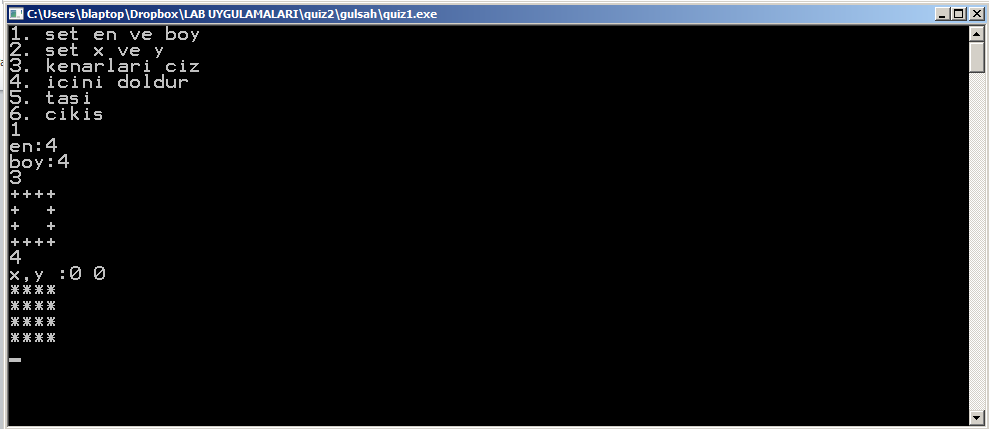 C:\Users\blaptop\Dropbox\LAB UYGULAMALARI\quiz2\gulsah\quiz1.exe
1. set en ve boy
2. set x ve y
3. kenarlari ciz
4. icini doldur
5. tasi
6. cikis
1
en:4
boy:4
3
++++
+  +
+  +
++++
4
x,y :0 0
****
****
****
****